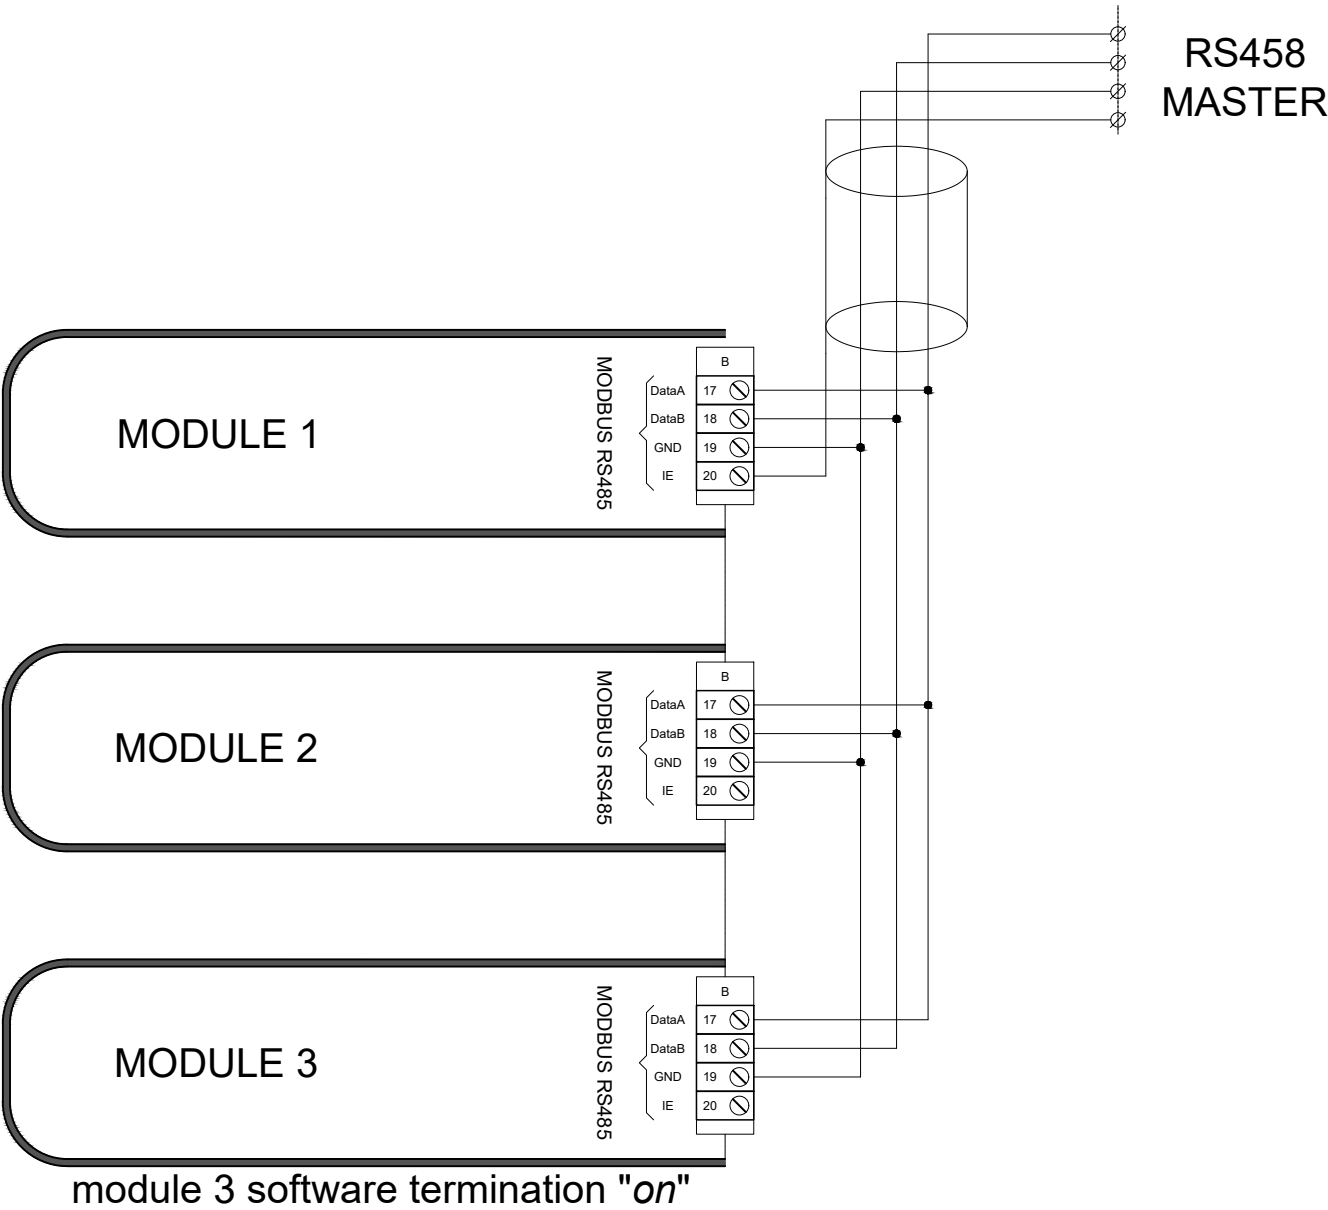 RS458
MASTER
MODULE 1
MODBUS RS485
B
DataA 17
DataB 18
GND 19
IE 20
MODULE 2
MODBUS RS485
B
DataA 17
DataB 18
GND 19
IE 20
MODULE 3
MODBUS RS485
B
DataA 17
DataB 18
GND 19
IE 20
module 3 software termination "on"